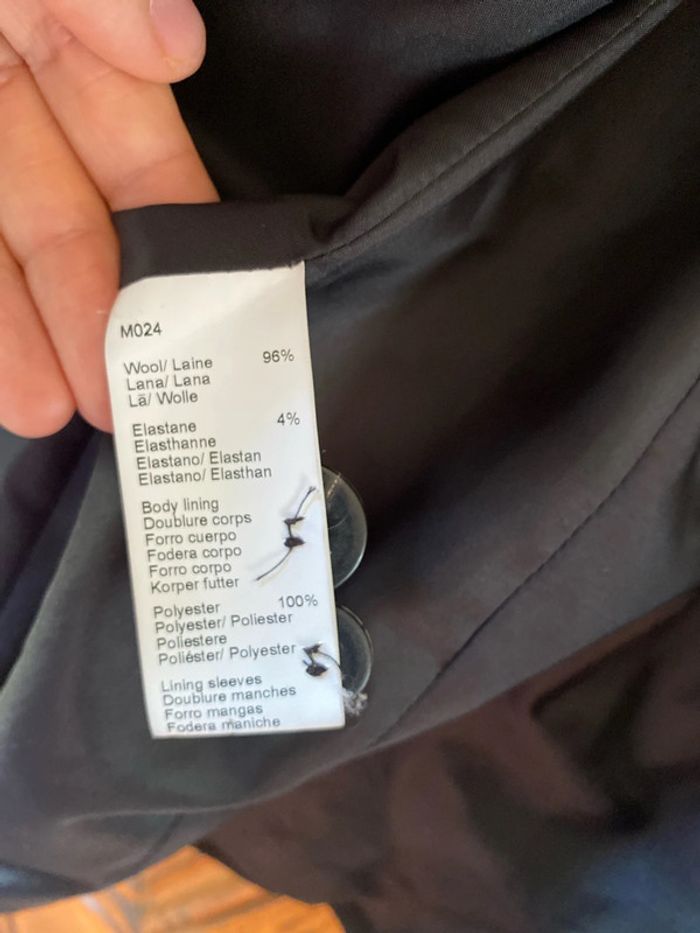 M024
Wool/ Laine 96%
Lana/ Lana
Lã/ Wolle
Elastane 4%
Elasthanne
Elastano/ Elastan
Elastano/ Elasthan
Body lining
Doublure corps
Forro cuerpo
Fodera corpo
Forro corpo
Korper futter
Polyester 100%
Polyester/ Poliester
Poliestere
Poliéster/ Polyester
Lining sleeves
Doublure manches
Forro mangas
Fodera maniche